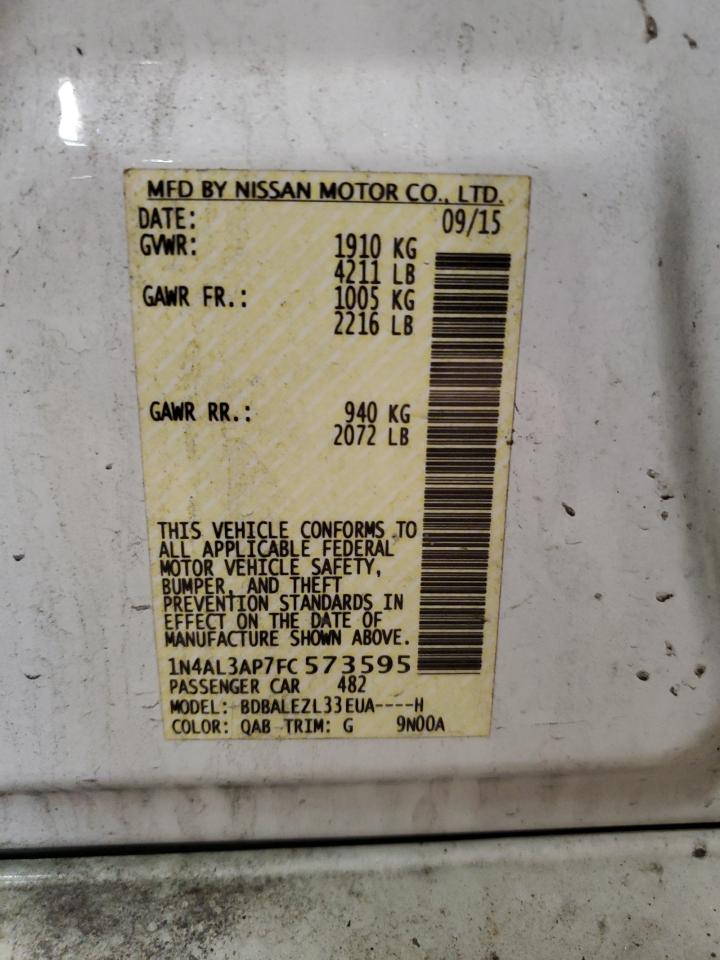 MFD BY NISSAN MOTOR CO., LTD.
DATE: 09/15
GVWR: 1910 KG
4211 LB
GAWR FR.: 1005 KG
2216 LB
GAWR RR.: 940 KG
2072 LB
THIS VEHICLE CONFORMS TO
ALL APPLICABLE FEDERAL
MOTOR VEHICLE SAFETY,
BUMPER, AND THEFT
PREVENTION STANDARDS IN
EFFECT ON THE DATE OF
MANUFACTURE SHOWN ABOVE.
1N4AL3AP7FC573595
PASSENGER CAR 482
MODEL: BDBALEZL33EUA----H
COLOR: QAB TRIM: G 9N00A